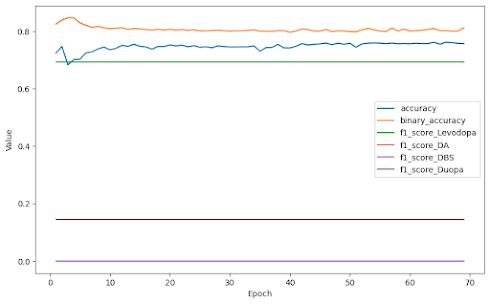 0.8
0.6
0.4
0.2
0.0
Value
accuracy
binary_accuracy
f1_score_Levodopa
f1_score_DA
f1_score_DBS
f1_score_Duopa
0 10 20 30 40 50 60 70
Epoch